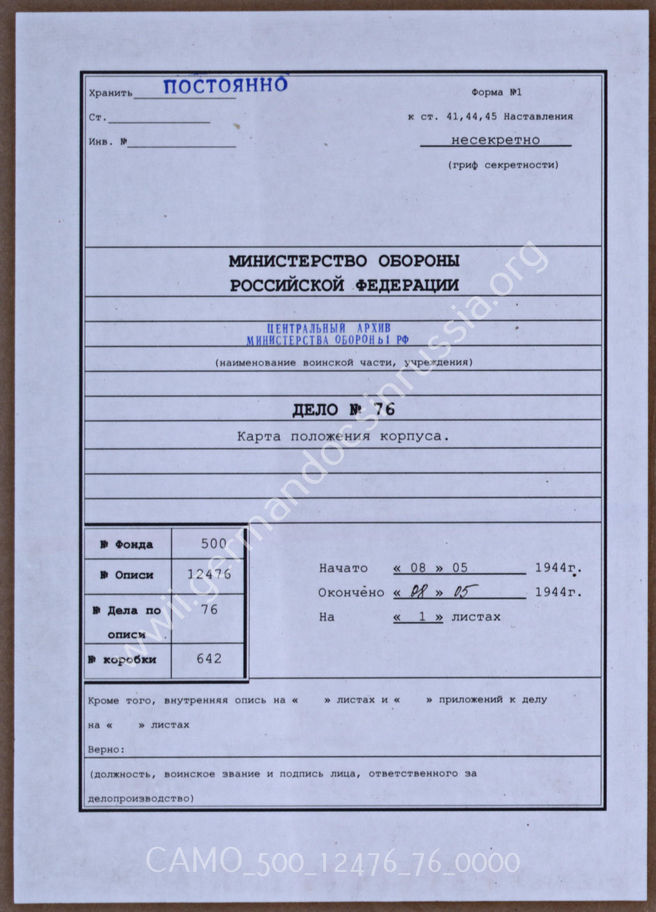 Хранить ПОСТОЯННО
Ст.
Инв. №
Форма №1
к ст. 41,44,45 Наставления
несекретно
(гриф секретности)
МИНИСТЕРСТВО ОБОРОНЫ
РОССИЙСКОЙ ФЕДЕРАЦИИ
ЦЕНТРАЛЬНЫЙ АРХИВ
МИНИСТЕРСТВА ОБОРОНЫ РФ
(наименование воинской части, учреждения)
ДЕЛО № 76
Карта положения корпуса.
№ Фонда 500
№ Описи 12476
№ Дела по описи 76
№ коробки 642
Начато « 08 » 05 1944г.
Окончено « 08 » 05 1944г.
На « 1 » листах
Кроме того, внутренняя опись на « » листах и « » приложений к делу
на « » листах
Верно:
(должность, воинское звание и подпись лица, ответственного за
делопроизводство)
www.germandocsinrussia.org
CAMO_500_12476_76_0000